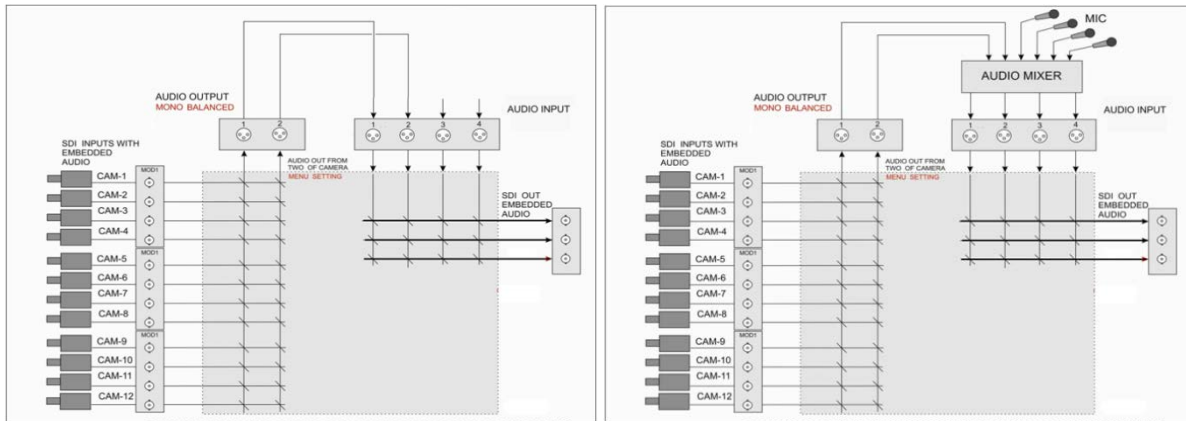 AUDIO OUTPUT
MONO BALANCED
1 2
1 2 3 4
AUDIO INPUT
SDI INPUTS WITH
EMBEDDED
AUDIO
AUDIO OUT FROM
TWO OF CAMERA
MENU SETTING
MOD1
CAM-1
CAM-2
CAM-3
CAM-4
SDI OUT
EMBEDDED
AUDIO
MOD1
CAM-5
CAM-6
CAM-7
CAM-8
MOD1
CAM-9
CAM-10
CAM-11
CAM-12
MIC
AUDIO MIXER
AUDIO OUTPUT
MONO BALANCED
1 2
1 2 3 4
AUDIO INPUT
SDI INPUTS WITH
EMBEDDED
AUDIO
AUDIO OUT FROM
TWO OF CAMERA
MENU SETTING
MOD1
CAM-1
CAM-2
CAM-3
CAM-4
SDI OUT
EMBEDDED
AUDIO
MOD1
CAM-5
CAM-6
CAM-7
CAM-8
MOD1
CAM-9
CAM-10
CAM-11
CAM-12